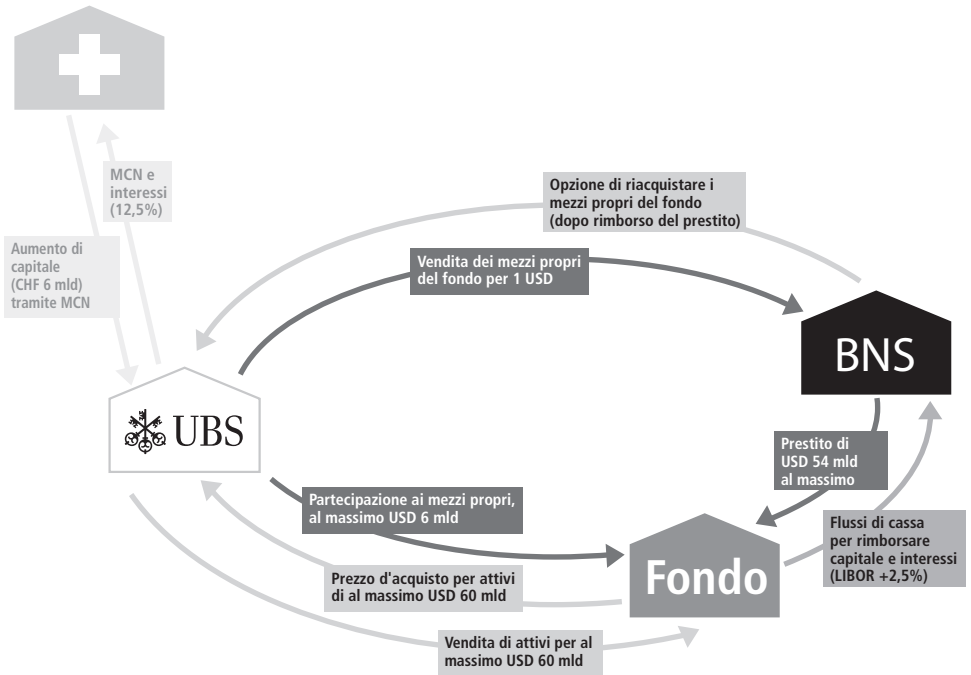 MCN e
interessi
(12,5%)
Aumento di
capitale
(CHF 6 mld)
tramite MCN
Opzione di riacquistare i
mezzi propri del fondo
(dopo rimborso del prestito)
Vendita dei mezzi propri
del fondo per 1 USD
BNS
UBS
Prestito di
USD 54 mld
al massimo
Partecipazione ai mezzi propri,
al massimo USD 6 mld
Flussi di cassa
per rimborsare
capitale e interessi
(LIBOR +2,5%)
Fondo
Prezzo d'acquisto per attivi
di al massimo USD 60 mld
Vendita di attivi per al
massimo USD 60 mld